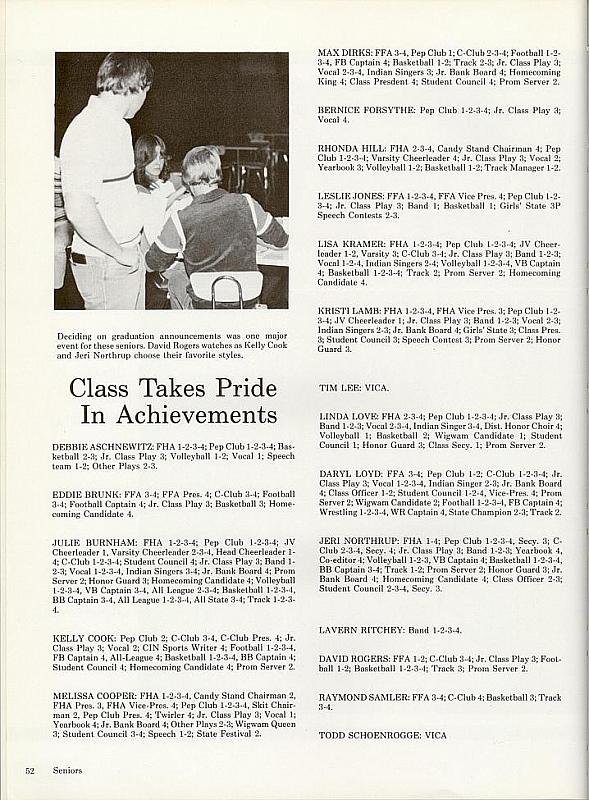 Deciding on graduation announcements was one major
event for these seniors. David Rogers watches as Kelly Cook
and Jeri Northrup choose their favorite styles.
Class Takes Pride
In Achievements
DEBBIE ASCHNEWITZ: FHA 1-2-3-4; Pep Club 1-2-3-4; Bas-
ketball 2-3; Jr. Class Play 3; Volleyball 1-2; Vocal 1; Speech
team 1-2; Other Plays 2-3.
EDDIE BRUNK: FFA 3-4; FFA Pres. 4; C-Club 3-4; Football
3-4; Football Captain 4; Jr. Class Play 3; Basketball 3; Home-
coming Candidate 4.
JULIE BURNHAM: FHA 1-2-3-4; Pep Club 1-2-3-4; JV
Cheerleader 1, Varsity Cheerleader 2-3-4, Head Cheerleader 1-
4; C-Club 1-2-3-4; Student Council 4; Jr. Class Play 3; Band 1-
2-3; Vocal 1-2-3-4, Indian Singers 3-4; Jr. Bank Board 4; Prom
Server 2; Honor Guard 3; Homecoming Candidate 4; Volleyball
1-2-3-4, VB Captain 3-4, All League 2-3-4; Basketball 1-2-3-4,
BB Captain 3-4, All League 1-2-3-4, All State 3-4; Track 1-2-3-
4.
KELLY COOK: Pep Club 2; C-Club 3-4, C-Club Pres. 4; Jr.
Class Play 3; Vocal 2; CIN Sports Writer 4; Football 1-2-3-4,
FB Captain 4, All-League 4; Basketball 1-2-3-4, BB Captain 4;
Student Council 4; Homecoming Candidate 4; Prom Server 2.
MELISSA COOPER: FHA 1-2-3-4, Candy Stand Chairman 2,
FHA Pres. 3, FHA Vice-Pres. 4; Pep Club 1-2-3-4, Skit Chair-
man 2, Pep Club Pres. 4; Twirler 4; Jr. Class Play 3; Vocal 1;
Yearbook 4; Jr. Bank Board 4; Other Plays 2-3; Wigwam Queen
3; Student Council 3-4; Speech 1-2; State Festival 2.
52 Seniors
MAX DIRKS: FFA 3-4, Pep Club 1; C-Club 2-3-4; Football 1-2-
3-4, FB Captain 4; Basketball 1-2; Track 2-3; Jr. Class Play 3;
Vocal 2-3-4, Indian Singers 3; Jr. Bank Board 4; Homecoming
King 4; Class Presdent 4; Student Council 4; Prom Server 2.
BERNICE FORSYTHE: Pep Club 1-2-3-4; Jr. Class Play 3;
Vocal 4.
RHONDA HILL: FHA 2-3-4, Candy Stand Chairman 4; Pep
Club 1-2-3-4; Varsity Cheerleader 4; Jr. Class Play 3; Vocal 2;
Yearbook 3; Volleyball 1-2; Basketball 1-2; Track Manager 1-2.
LESLIE JONES: FFA 1-2-3-4, FFA Vice Pres. 4; Pep Club 1-2-
3-4; Jr. Class Play 3; Band 1; Basketball 1; Girls' State 3P
Speech Contests 2-3.
LISA KRAMER: FHA 1-2-3-4; Pep Club 1-2-3-4; JV Cheer-
leader 1-2, Varsity 3; C-Club 3-4; Jr. Class Play 3; Band 1-2-3;
Vocal 1-2-4, Indian Singers 2-4; Volleyball 1-2-3-4, VB Captain
4; Basketball 1-2-3-4; Track 2; Prom Server 2; Homecoming
Candidate 4.
KRISTI LAMB: FHA 1-2-3-4, FHA Vice Pres. 3; Pep Club 1-2-
3-4; JV Cheerleader 1; Jr. Class Play 3; Band 1-2-3; Vocal 2-3;
Indian Singers 2-3; Jr. Bank Board 4; Girls' State 3; Class Pres.
3; Student Council 3; Speech Contest 3; Prom Server 2; Honor
Guard 3.
TIM LEE: VICA.
LINDA LOVE: FHA 2-3-4; Pep Club 1-2-3-4; Jr. Class Play 3;
Band 1-2-3; Vocal 2-3-4, Indian Singer 3-4, Dist. Honor Choir 4;
Volleyball 1; Basketball 2; Wigwam Candidate 1; Student
Council 1; Honor Guard 3; Class Secy. 1; Prom Server 2.
DARYL LOYD: FFA 3-4; Pep Club 1-2; C-Club 1-2-3-4; Jr.
Class Play 3; Vocal 1-2-3-4, Indian Singer 2-3; Jr. Bank Board
4; Class Officer 1-2; Student Council 1-2-4, Vice-Pres. 4; Prom
Server 2; Wigwam Candidate 2; Football 1-2-3-4, FB Captain 4;
Wrestling 1-2-3-4, WR Captain 4, State Champion 2-3; Track 2.
JERI NORTHRUP: FHA 1-4; Pep Club 1-2-3-4, Secy. 3; C-
Club 2-3-4, Secy. 4; Jr. Class Play 3; Band 1-2-3; Yearbook 4,
Co-editor 4; Volleyball 1-2-3, VB Captain 4; Basketball 1-2-3-4,
BB Captain 3-4; Track 1-2; Prom Server 2; Honor Guard 3; Jr.
Bank Board 4; Homecoming Candidate 4; Class Officer 2-3;
Student Council 2-3-4, Secy. 3.
LAVERN RITCHEY: Band 1-2-3-4.
DAVID ROGERS: FFA 1-2; C-Club 3-4; Jr. Class Play 3; Foot-
ball 1-2; Basketball 1-2-3-4; Track 3; Prom Server 2.
RAYMOND SAMLER: FFA 3-4; C-Club 4; Basketball 3; Track
3-4.
TODD SCHOENROGGE: VICA